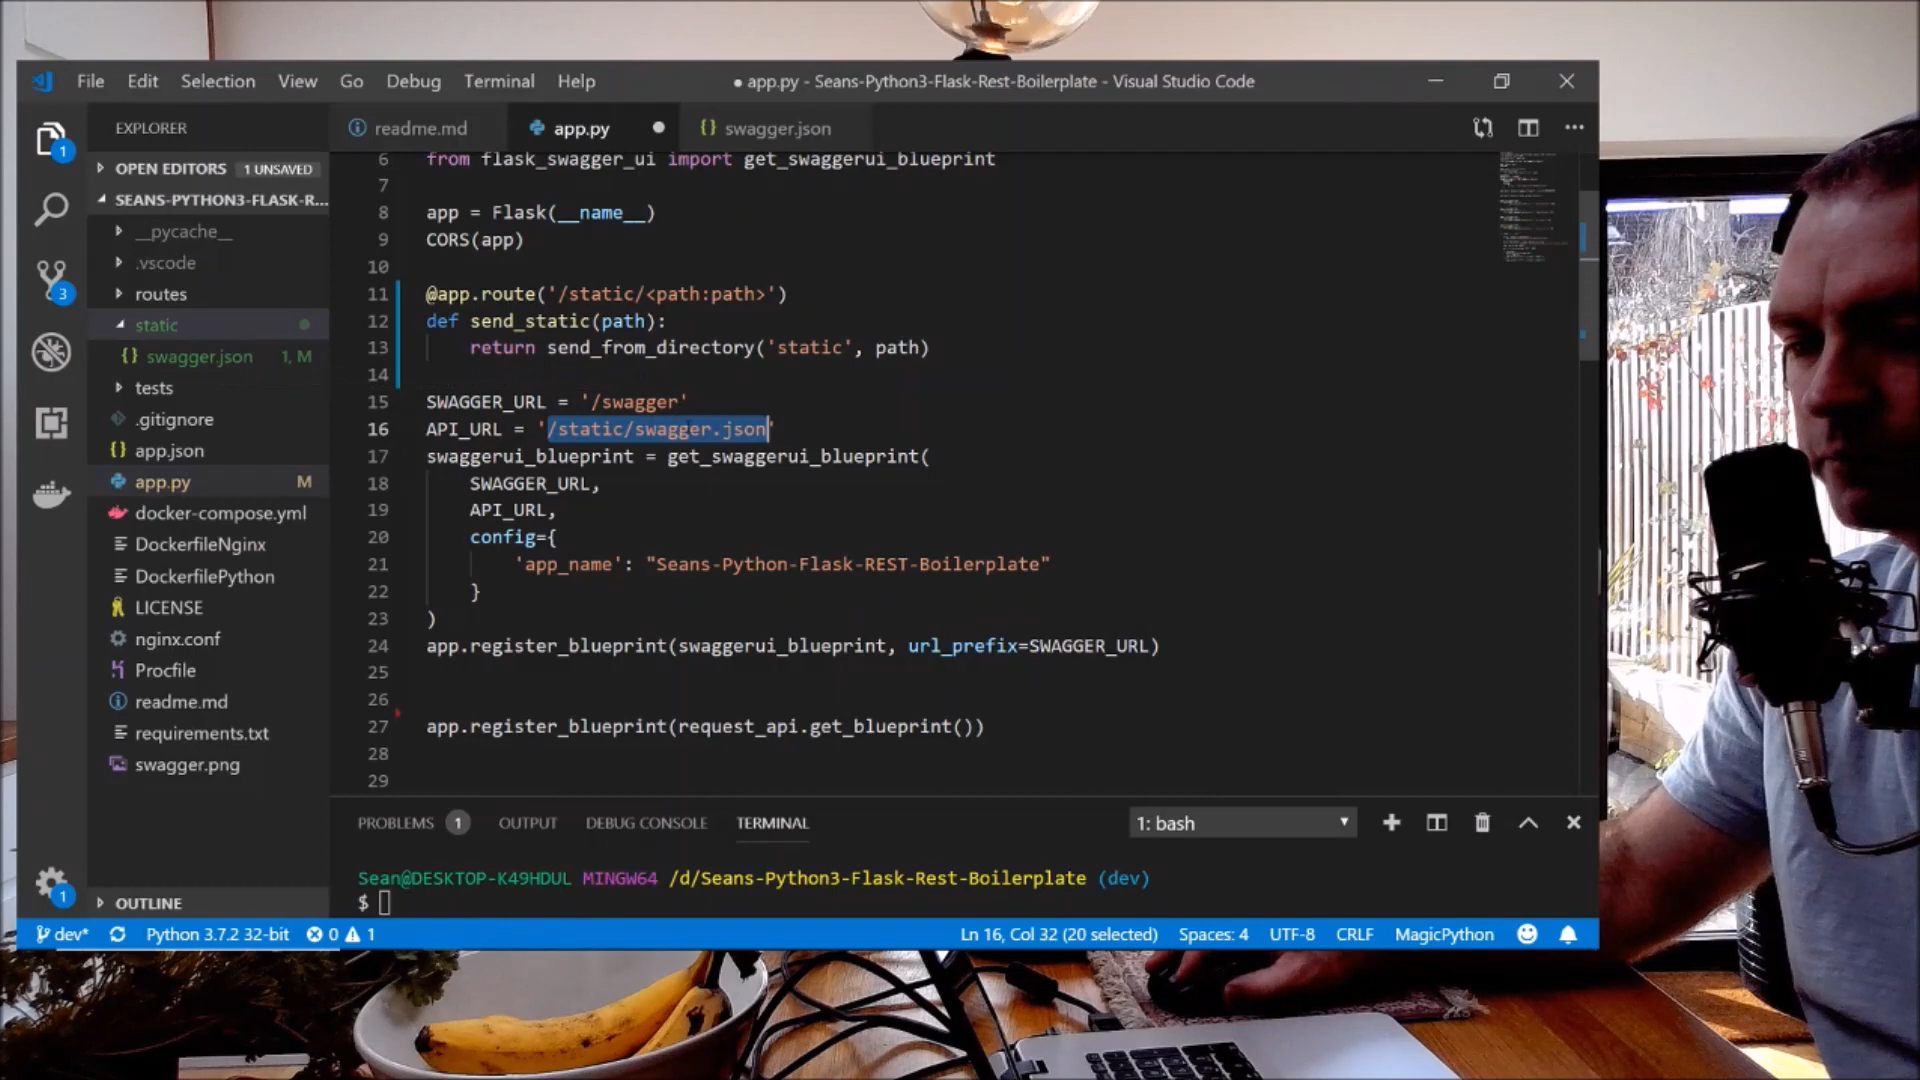 File Edit Selection View Go Debug Terminal Help
● app.py - Seans-Python3-Flask-Rest-Boilerplate - Visual Studio Code
EXPLORER
OPEN EDITORS 1 UNSAVED
SEANS-PYTHON3-FLASK-R...
__pycache__
.vscode
routes
static
{} swagger.json 1, M
tests
.gitignore
{} app.json
app.py M
docker-compose.yml
DockerfileNginx
DockerfilePython
LICENSE
nginx.conf
Procfile
readme.md
requirements.txt
swagger.png
OUTLINE
1
3
1
readme.md app.py ● {} swagger.json
6 from flask_swagger_ui import get_swaggerui_blueprint
7
8 app = Flask(__name__)
9 CORS(app)
10
11 @app.route('/static/<path:path>')
12 def send_static(path):
13 return send_from_directory('static', path)
14
15 SWAGGER_URL = '/swagger'
16 API_URL = '/static/swagger.json'
17 swaggerui_blueprint = get_swaggerui_blueprint(
18 SWAGGER_URL,
19 API_URL,
20 config={
21 'app_name': "Seans-Python-Flask-REST-Boilerplate"
22 }
23 )
24 app.register_blueprint(swaggerui_blueprint, url_prefix=SWAGGER_URL)
25
26
27 app.register_blueprint(request_api.get_blueprint())
28
29
PROBLEMS 1 OUTPUT DEBUG CONSOLE TERMINAL 1: bash
Sean@DESKTOP-K49HDUL MINGW64 /d/Seans-Python3-Flask-Rest-Boilerplate (dev)
$
dev* Python 3.7.2 32-bit 0 1 Ln 16, Col 32 (20 selected) Spaces: 4 UTF-8 CRLF MagicPython